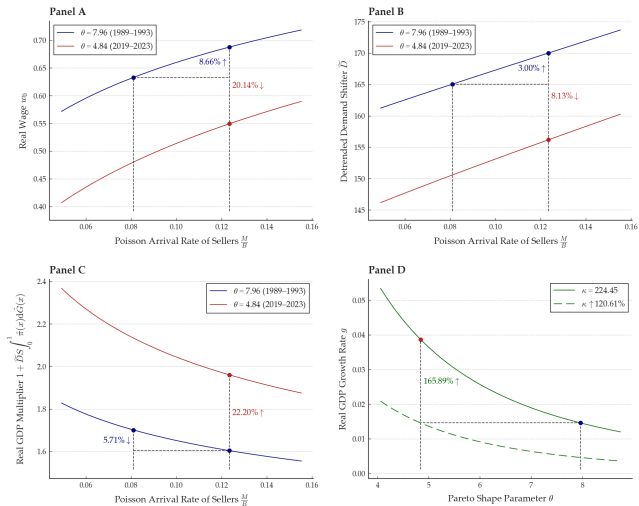 Panel A
θ = 7.96 (1989–1993)
θ = 4.84 (2019–2023)
0.70
0.65
0.60
0.55
0.50
0.45
0.40
8.66% ↑
20.14% ↓
0.06 0.08 0.10 0.12 0.14 0.16
Real Wage w₀
Poisson Arrival Rate of Sellers M/B
Panel B
θ = 7.96 (1989–1993)
θ = 4.84 (2019–2023)
175
170
165
160
155
150
145
3.00% ↑
8.13% ↓
0.06 0.08 0.10 0.12 0.14 0.16
Detrended Demand Shifter D̂
Poisson Arrival Rate of Sellers M/B
Panel C
θ = 7.96 (1989–1993)
θ = 4.84 (2019–2023)
2.4
2.2
2.0
1.8
1.6
5.71% ↓
22.20% ↑
0.06 0.08 0.10 0.12 0.14 0.16
Real GDP Multiplier 1 + D̂S ∫₀¹ π̂(x)dĜ(x)
Poisson Arrival Rate of Sellers M/B
Panel D
κ = 224.45
κ ↑ 120.61%
0.05
0.04
0.03
0.02
0.01
0.00
165.89% ↑
4 5 6 7 8
Real GDP Growth Rate g
Pareto Shape Parameter θ